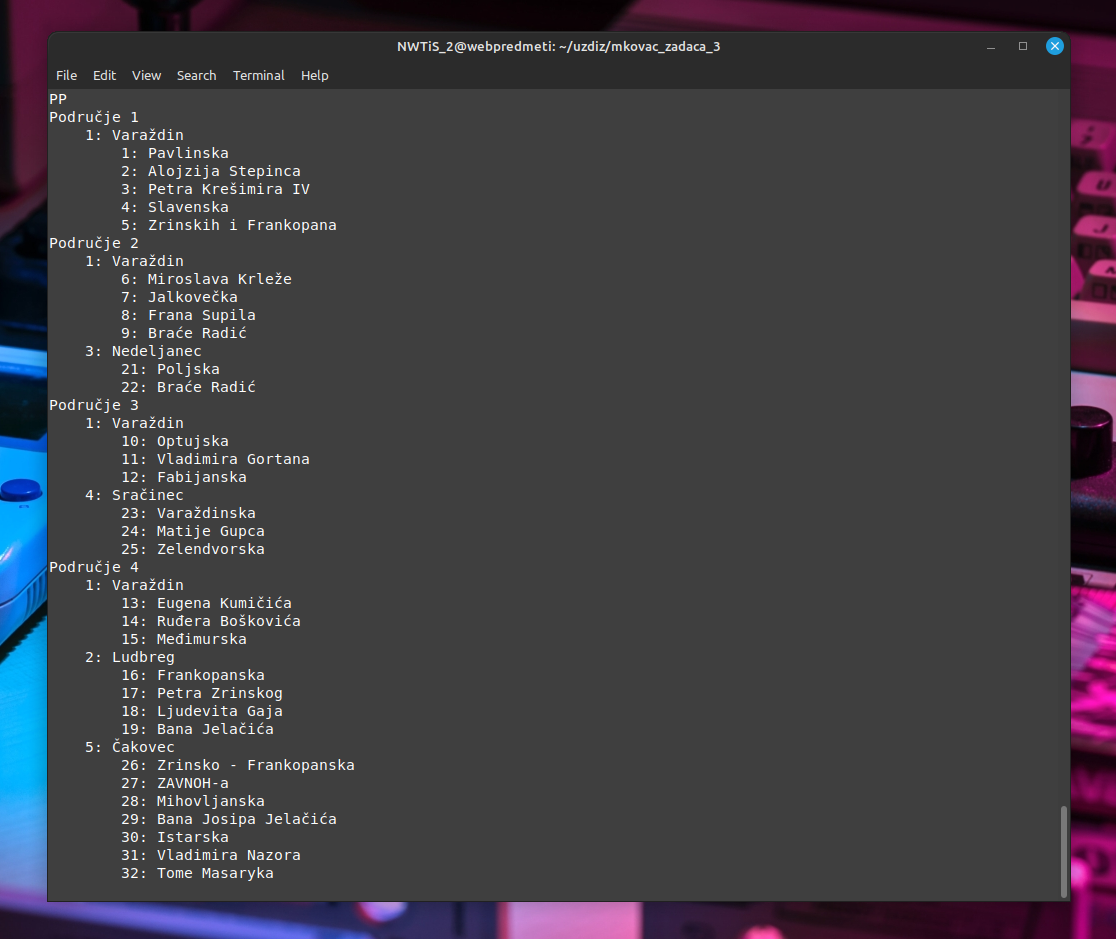 NWTiS_2@webpredmeti: ~/uzdiz/mkovac_zadaca_3
File Edit View Search Terminal Help
PP
Područje 1
    1: Varaždin
        1: Pavlinska
        2: Alojzija Stepinca
        3: Petra Krešimira IV
        4: Slavenska
        5: Zrinskih i Frankopana
Područje 2
    1: Varaždin
        6: Miroslava Krleže
        7: Jalkovečka
        8: Frana Supila
        9: Braće Radić
    3: Nedeljanec
        21: Poljska
        22: Braće Radić
Područje 3
    1: Varaždin
        10: Optujska
        11: Vladimira Gortana
        12: Fabijanska
    4: Sračinec
        23: Varaždinska
        24: Matije Gupca
        25: Zelendvorska
Područje 4
    1: Varaždin
        13: Eugena Kumičića
        14: Ruđera Boškovića
        15: Međimurska
    2: Ludbreg
        16: Frankopanska
        17: Petra Zrinskog
        18: Ljudevita Gaja
        19: Bana Jelačića
    5: Čakovec
        26: Zrinsko - Frankopanska
        27: ZAVNOH-a
        28: Mihovljanska
        29: Bana Josipa Jelačića
        30: Istarska
        31: Vladimira Nazora
        32: Tome Masaryka